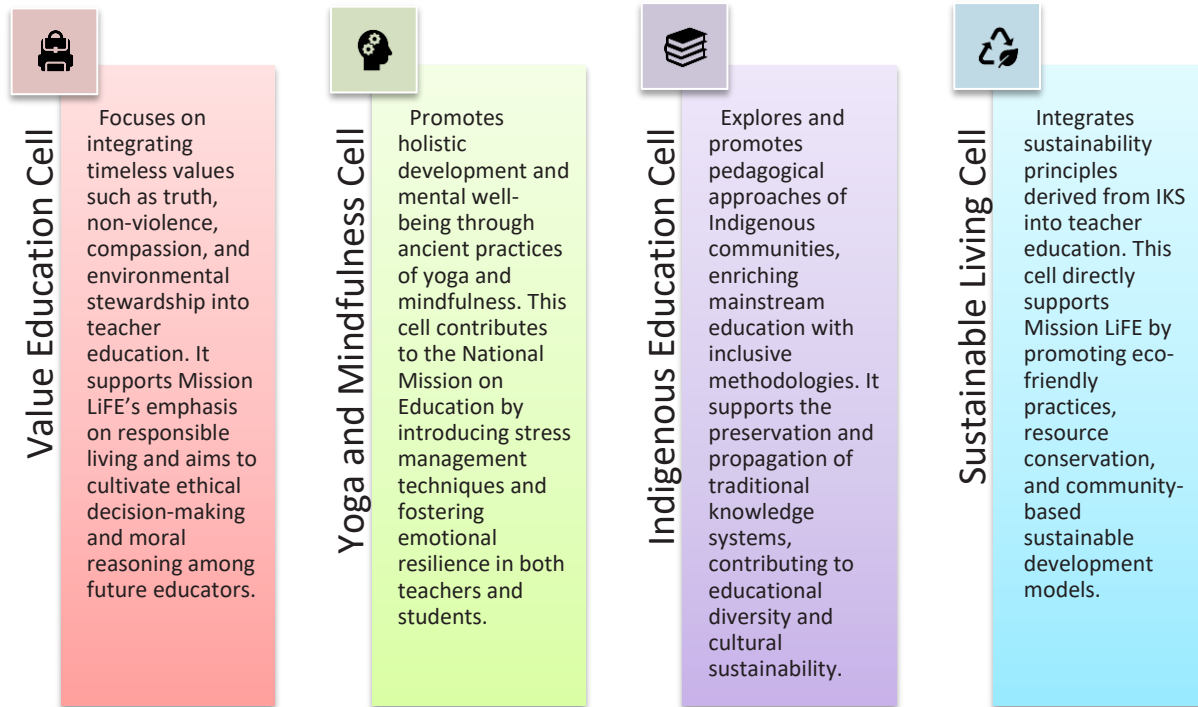 Value Education Cell
Focuses on
integrating
timeless values
such as truth,
non-violence,
compassion, and
environmental
stewardship into
teacher
education. It
supports Mission
LiFE’s emphasis
on responsible
living and aims to
cultivate ethical
decision-making
and moral
reasoning among
future educators.
Yoga and Mindfulness Cell
Promotes
holistic
development and
mental well-
being through
ancient practices
of yoga and
mindfulness. This
cell contributes
to the National
Mission on
Education by
introducing stress
management
techniques and
fostering
emotional
resilience in both
teachers and
students.
Indigenous Education Cell
Explores and
promotes
pedagogical
approaches of
Indigenous
communities,
enriching
mainstream
education with
inclusive
methodologies. It
supports the
preservation and
propagation of
traditional
knowledge
systems,
contributing to
educational
diversity and
cultural
sustainability.
Sustainable Living Cell
Integrates
sustainability
principles
derived from IKS
into teacher
education. This
cell directly
supports
Mission LiFE by
promoting eco-
friendly
practices,
resource
conservation,
and community-
based
sustainable
development
models.